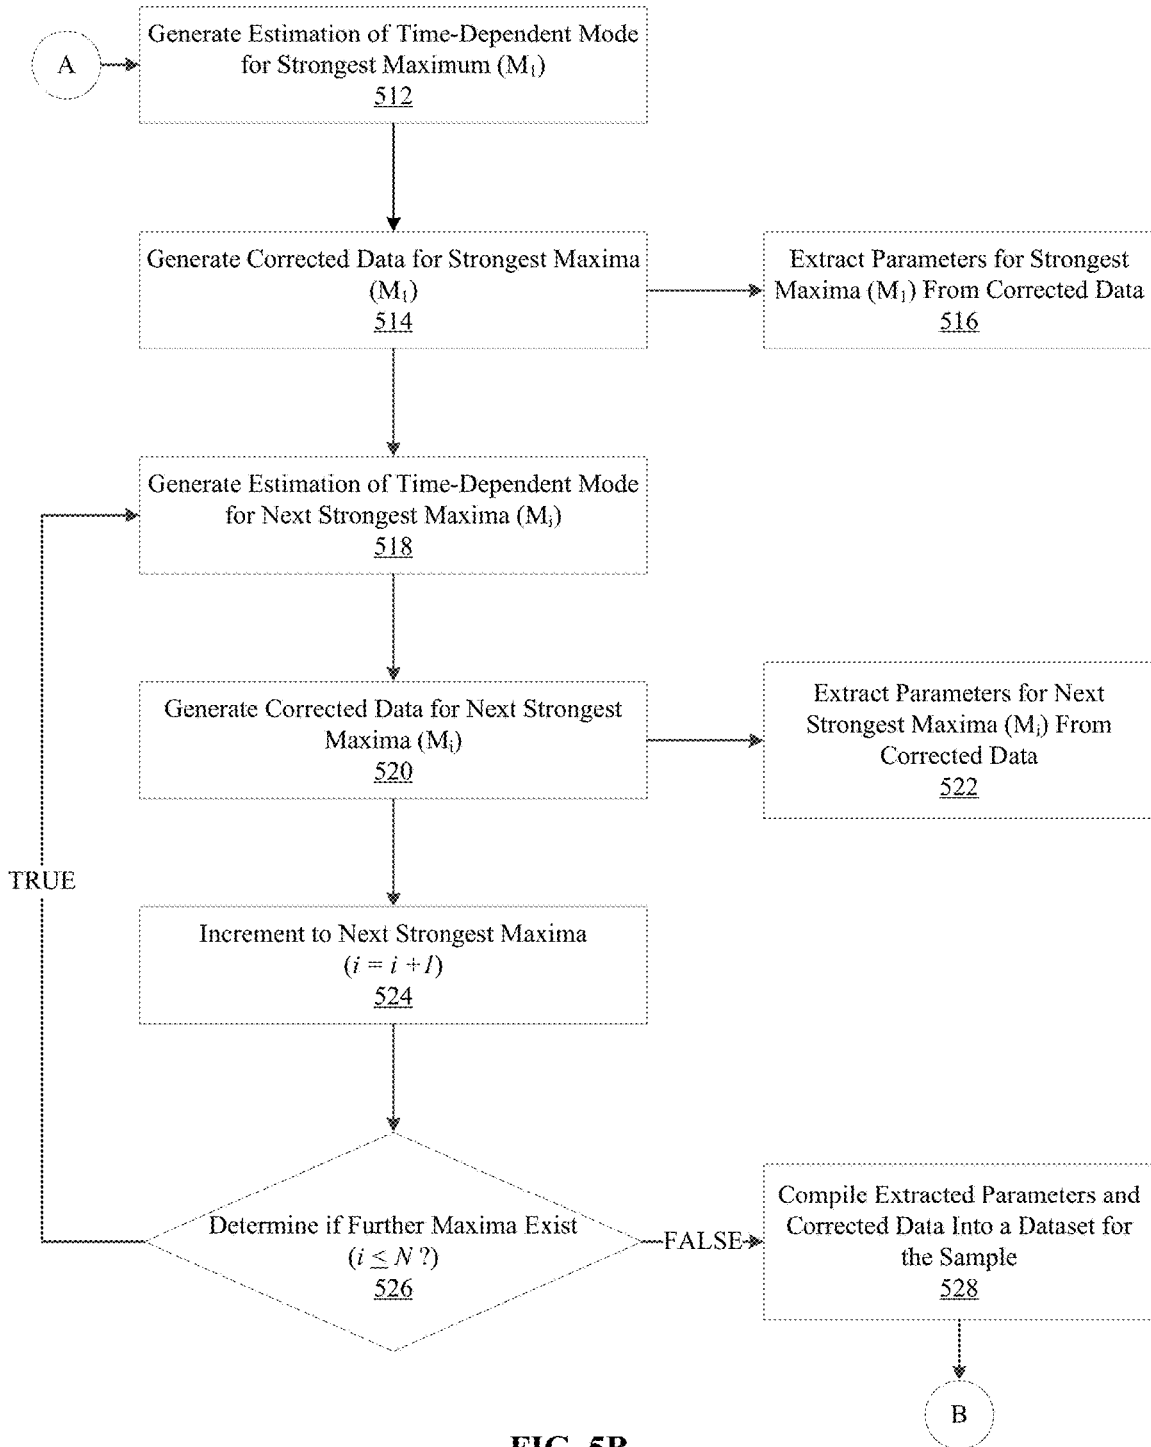 A
Generate Estimation of Time-Dependent Mode
for Strongest Maximum (M₁)
512
Generate Corrected Data for Strongest Maxima
(M₁)
514
Extract Parameters for Strongest
Maxima (M₁) From Corrected Data
516
Generate Estimation of Time-Dependent Mode
for Next Strongest Maxima (Mᵢ)
518
Generate Corrected Data for Next Strongest
Maxima (Mᵢ)
520
Extract Parameters for Next
Strongest Maxima (Mᵢ) From
Corrected Data
522
TRUE
Increment to Next Strongest Maxima
(i = i +1)
524
Determine if Further Maxima Exist
(i ≤ N ?)
526
FALSE
Compile Extracted Parameters and
Corrected Data Into a Dataset for
the Sample
528
B
FIG. 5B